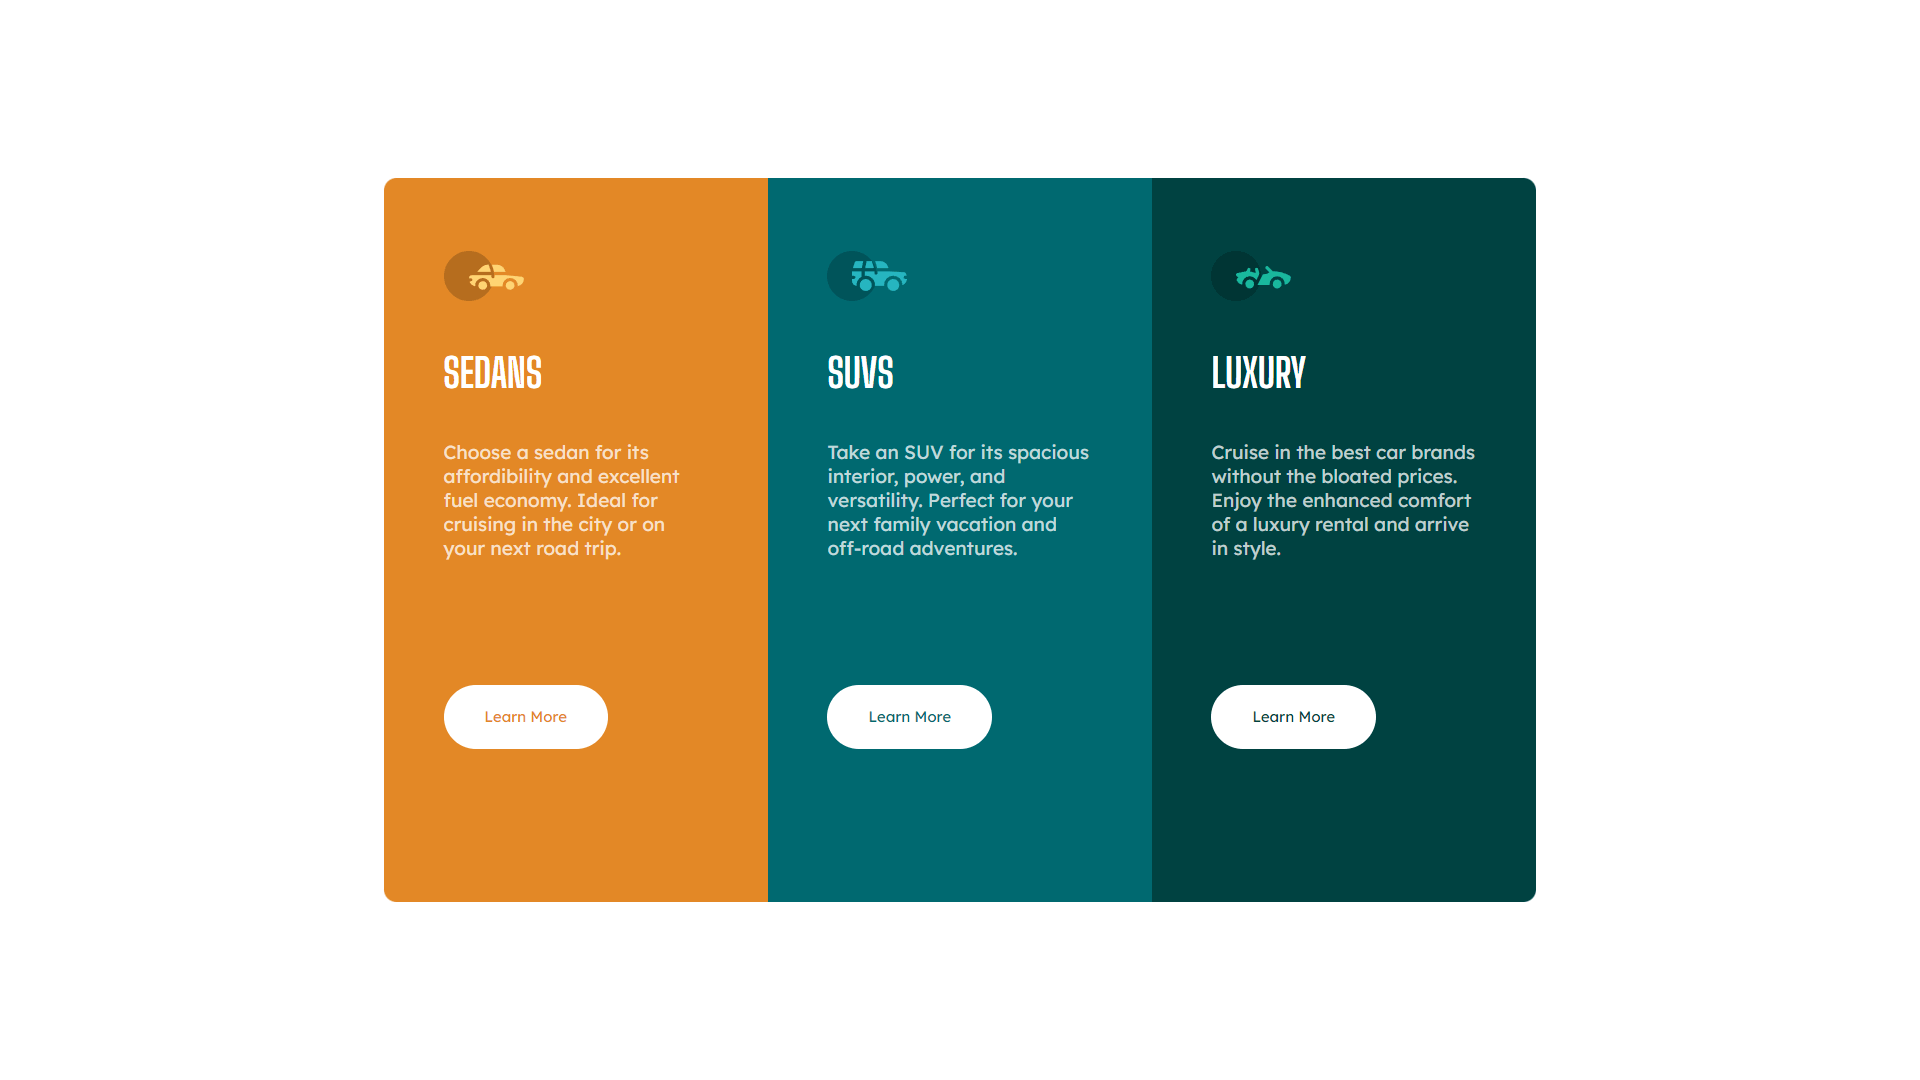 SEDANS
Choose a sedan for its
affordibility and excellent
fuel economy. Ideal for
cruising in the city or on
your next road trip.
Learn More
SUVS
Take an SUV for its spacious
interior, power, and
versatility. Perfect for your
next family vacation and
off-road adventures.
Learn More
LUXURY
Cruise in the best car brands
without the bloated prices.
Enjoy the enhanced comfort
of a luxury rental and arrive
in style.
Learn More